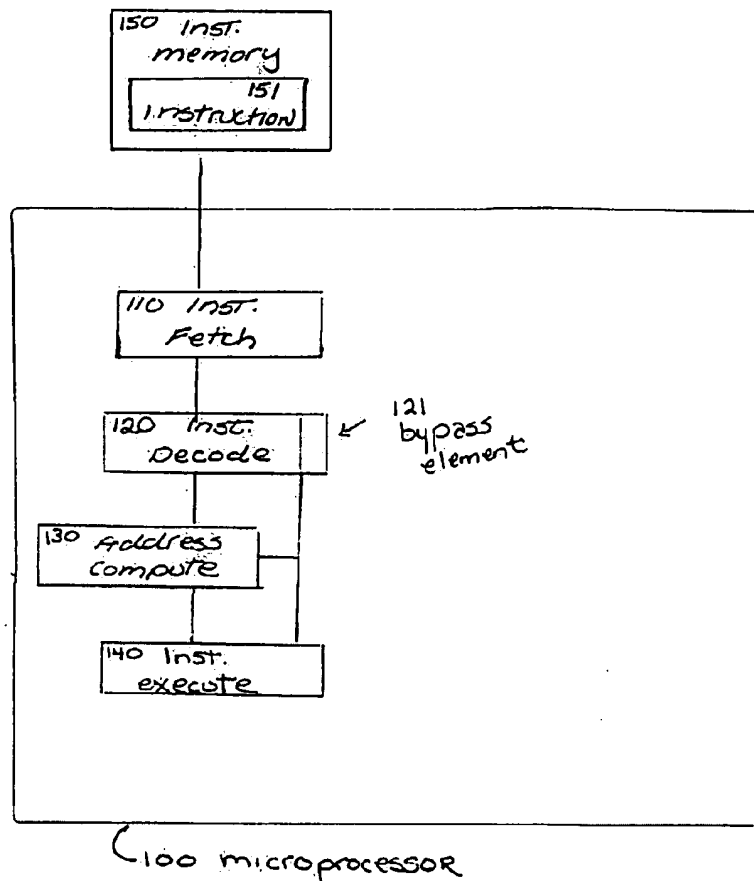 150 Inst.
memory
151
Instruction
110 Inst.
Fetch
120 Inst.
Decode
121
bypass
element
130 Address
compute
140 Inst.
execute
100 microprocessor